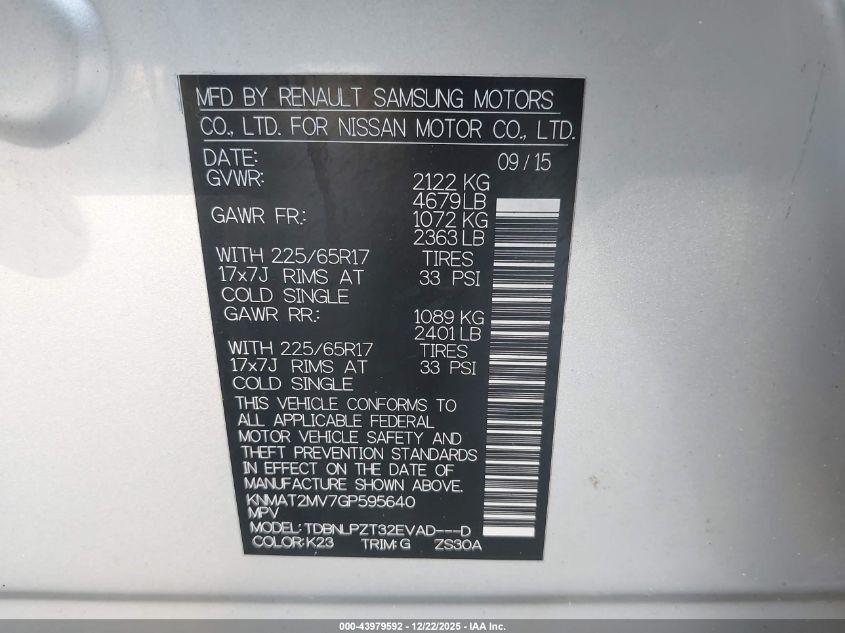 MFD BY RENAULT SAMSUNG MOTORS
CO., LTD. FOR NISSAN MOTOR CO., LTD.
DATE: 09 / 15
GVWR: 2122 KG
4679 LB
GAWR FR.: 1072 KG
2363 LB
WITH 225/65R17 TIRES
17x7J RIMS AT 33 PSI
COLD SINGLE
GAWR RR.: 1089 KG
2401 LB
WITH 225/65R17 TIRES
17x7J RIMS AT 33 PSI
COLD SINGLE
THIS VEHICLE CONFORMS TO
ALL APPLICABLE FEDERAL
MOTOR VEHICLE SAFETY AND
THEFT PREVENTION STANDARDS
IN EFFECT ON THE DATE OF
MANUFACTURE SHOWN ABOVE.
KNMAT2MV7GP595640
MPV
MODEL: TDBNLPZT32EVAD---D
COLOR: K23 TRIM: G ZS30A
000-43979592 - 12/22/2025 - IAA Inc.